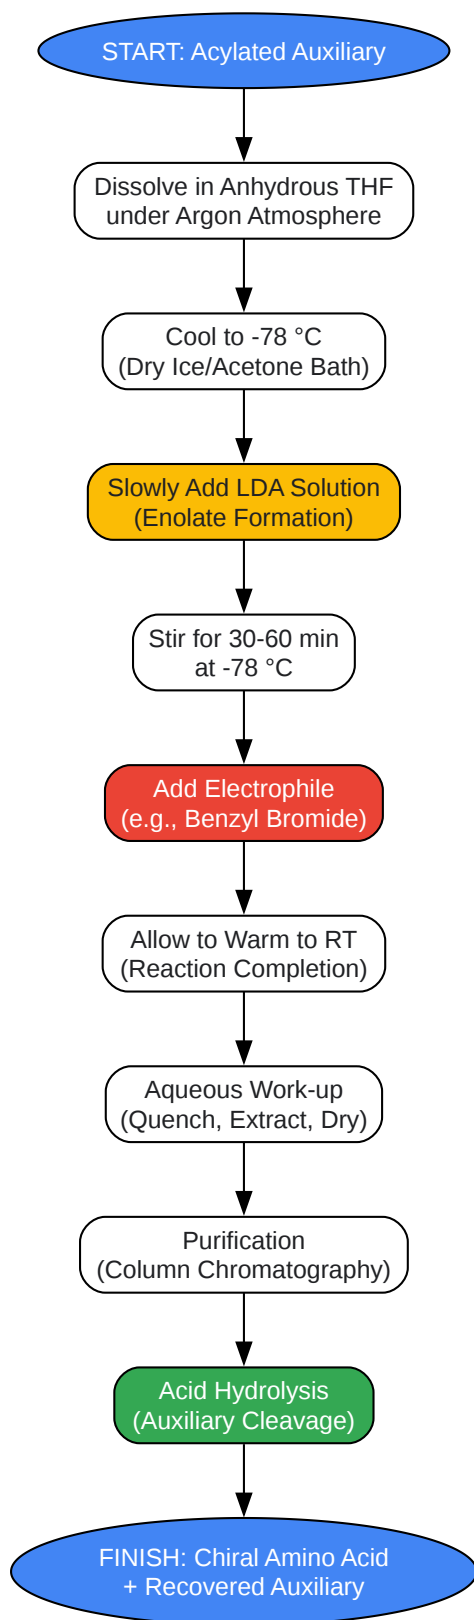 START: Acylated Auxiliary
Dissolve in Anhydrous THF
under Argon Atmosphere
Cool to -78 °C
(Dry Ice/Acetone Bath)
Slowly Add LDA Solution
(Enolate Formation)
Stir for 30-60 min
at -78 °C
Add Electrophile
(e.g., Benzyl Bromide)
Allow to Warm to RT
(Reaction Completion)
Aqueous Work-up
(Quench, Extract, Dry)
Purification
(Column Chromatography)
Acid Hydrolysis
(Auxiliary Cleavage)
FINISH: Chiral Amino Acid
+ Recovered Auxiliary